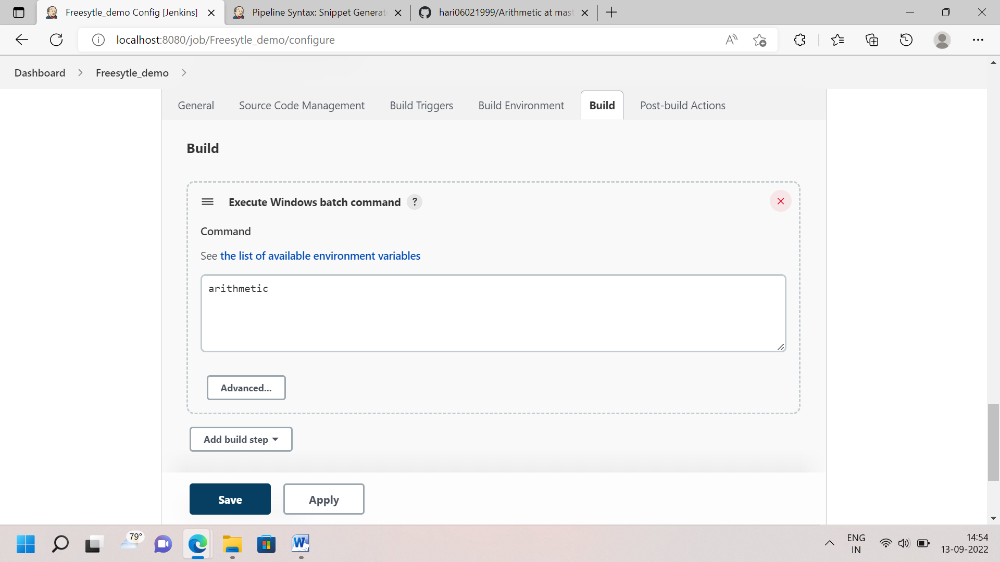 Freesytle_demo Config [Jenkins]
Pipeline Syntax: Snippet Generat
hari06021999/Arithmetic at mast
localhost:8080/job/Freesytle_demo/configure
Dashboard
Freesytle_demo
General
Source Code Management
Build Triggers
Build Environment
Build
Post-build Actions
Build
Execute Windows batch command ?
Command
See the list of available environment variables
arithmetic
Advanced...
Add build step
Save
Apply
79°
ENG
IN
14:54
13-09-2022